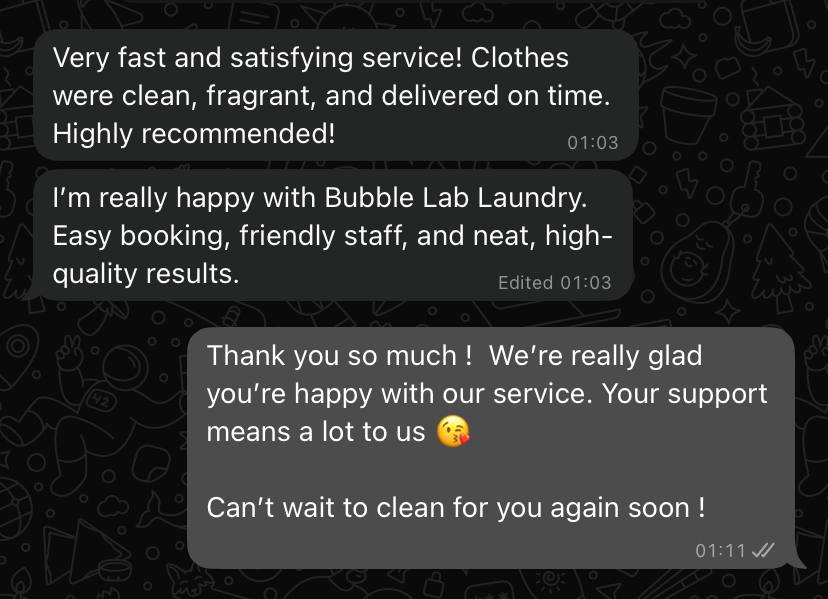 Very fast and satisfying service! Clothes
were clean, fragrant, and delivered on time.
Highly recommended!
01:03
I’m really happy with Bubble Lab Laundry.
Easy booking, friendly staff, and neat, high-
quality results.
Edited 01:03
Thank you so much !  We’re really glad
you’re happy with our service. Your support
means a lot to us 😘
Can’t wait to clean for you again soon !
01:11